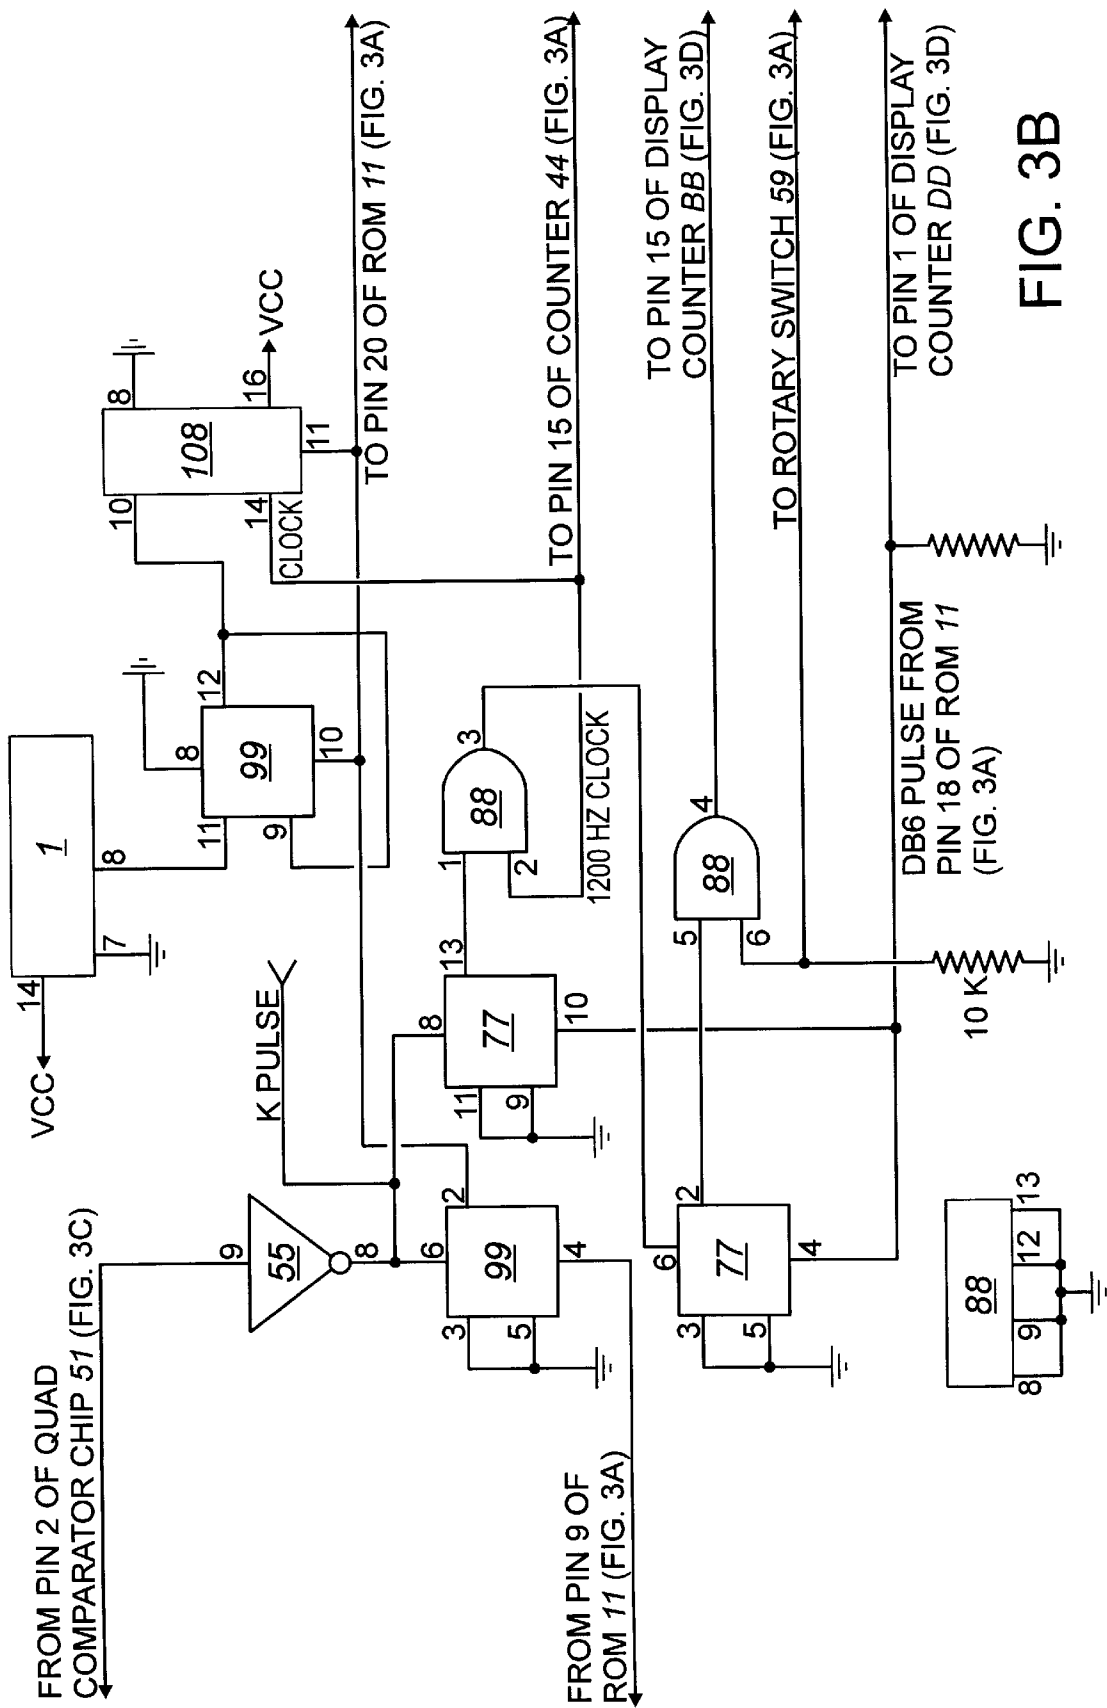 FROM PIN 2 OF QUAD
COMPARATOR CHIP 51 (FIG. 3C)
VCC
14
1
7
8
K PULSE
9
55
8
11
99
8
12
9
10
10
108
8
14
CLOCK
16
VCC
11
TO PIN 20 OF ROM 11 (FIG. 3A)
6
2
3
99
5
4
8
13
11
77
9
10
1
88
3
2
1200 HZ CLOCK
TO PIN 15 OF COUNTER 44 (FIG. 3A)
FROM PIN 9 OF
ROM 11 (FIG. 3A)
6
2
3
77
5
4
5
88
4
6
TO PIN 15 OF DISPLAY
COUNTER BB (FIG. 3D)
TO ROTARY SWITCH 59 (FIG. 3A)
10 K
DB6 PULSE FROM
PIN 18 OF ROM 11
(FIG. 3A)
TO PIN 1 OF DISPLAY
COUNTER DD (FIG. 3D)
88
8
9
12
13
FIG. 3B